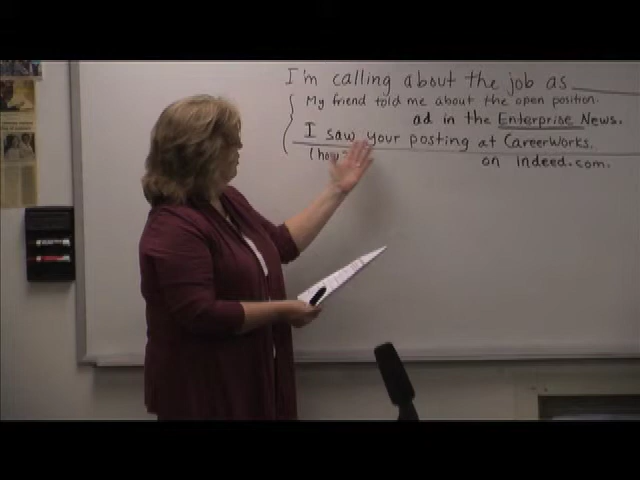 I'm calling about the job as
My friend told me about the open position.
ad in the Enterprise News.
I saw your posting at CareerWorks.
(how
on indeed.com.